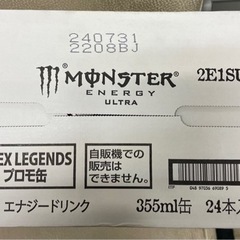 240731
2208BJ
MONSTER
ENERGY
ULTRA
2E1SU
EX LEGENDS
プロモ缶
自販機での
販売は
できません。
エナジードリンク
355ml缶
24本入